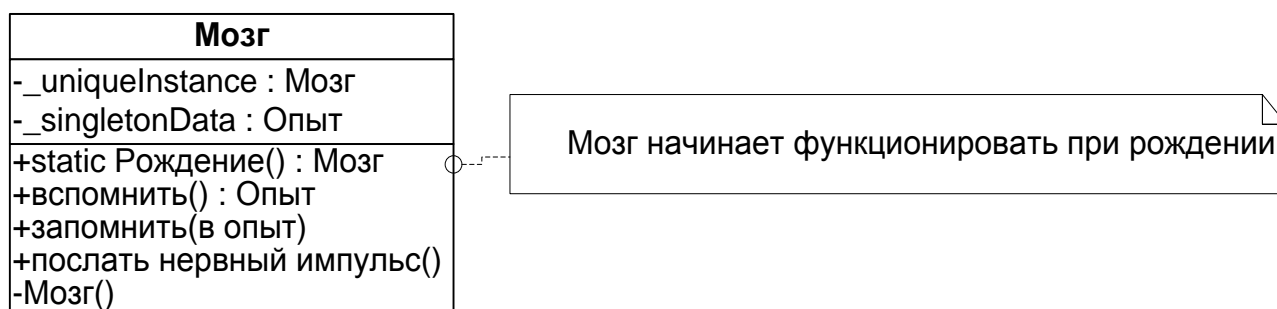 Мозг
-_uniqueInstance : Мозг
-_singletonData : Опыт
+static Рождение() : Мозг
+вспомнить() : Опыт
+запомнить(в опыт)
+послать нервный импульс()
-Мозг()
Мозг начинает функционировать при рождении